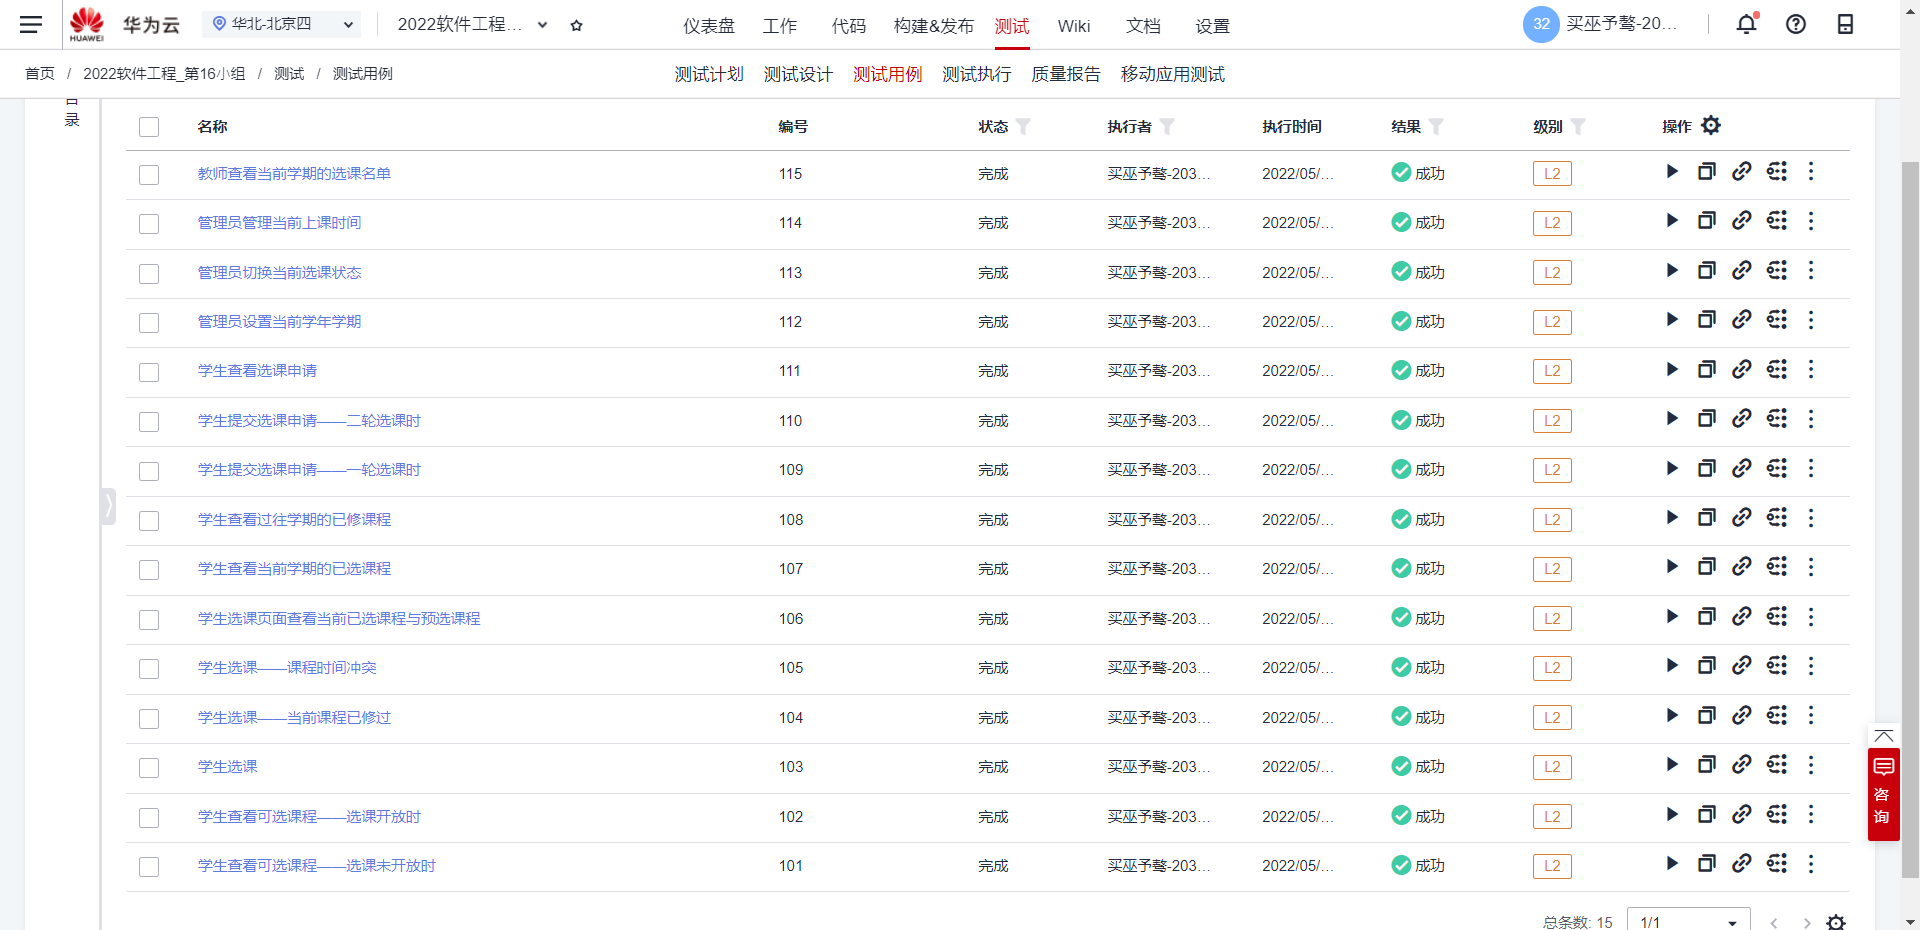 HUAWEI 华为云 华北-北京四 2022软件工程... 仪表盘 工作 代码 构建&发布 测试 Wiki 文档 设置 32 买巫予骜-20...
首页 / 2022软件工程_第16小组 / 测试 / 测试用例 测试计划 测试设计 测试用例 测试执行 质量报告 移动应用测试
录
名称 编号 状态 执行者 执行时间 结果 级别 操作
教师查看当前学期的选课名单 115 完成 买巫予骜-203... 2022/05/... 成功 L2
管理员管理当前上课时间 114 完成 买巫予骜-203... 2022/05/... 成功 L2
管理员切换当前选课状态 113 完成 买巫予骜-203... 2022/05/... 成功 L2
管理员设置当前学年学期 112 完成 买巫予骜-203... 2022/05/... 成功 L2
学生查看选课申请 111 完成 买巫予骜-203... 2022/05/... 成功 L2
学生提交选课申请——二轮选课时 110 完成 买巫予骜-203... 2022/05/... 成功 L2
学生提交选课申请——一轮选课时 109 完成 买巫予骜-203... 2022/05/... 成功 L2
学生查看过往学期的已修课程 108 完成 买巫予骜-203... 2022/05/... 成功 L2
学生查看当前学期的已选课程 107 完成 买巫予骜-203... 2022/05/... 成功 L2
学生选课页面查看当前已选课程与预选课程 106 完成 买巫予骜-203... 2022/05/... 成功 L2
学生选课——课程时间冲突 105 完成 买巫予骜-203... 2022/05/... 成功 L2
学生选课——当前课程已修过 104 完成 买巫予骜-203... 2022/05/... 成功 L2
学生选课 103 完成 买巫予骜-203... 2022/05/... 成功 L2
学生查看可选课程——选课开放时 102 完成 买巫予骜-203... 2022/05/... 成功 L2
学生查看可选课程——选课未开放时 101 完成 买巫予骜-203... 2022/05/... 成功 L2
咨询
总条数: 15 1/1